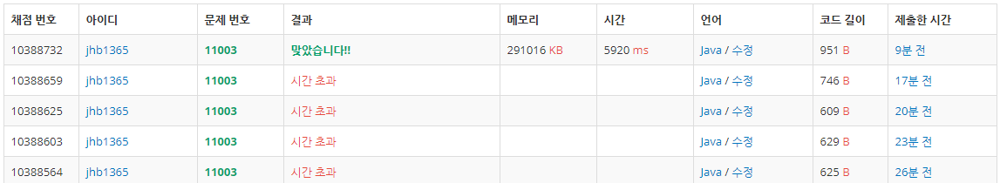 채점 번호 아이디 문제 번호 결과 메모리 시간 언어 코드 길이 제출한 시간
10388732 jhb1365 11003 맞았습니다!! 291016 KB 5920 ms Java / 수정 951 B 9분 전
10388659 jhb1365 11003 시간 초과 Java / 수정 746 B 17분 전
10388625 jhb1365 11003 시간 초과 Java / 수정 609 B 20분 전
10388603 jhb1365 11003 시간 초과 Java / 수정 629 B 23분 전
10388564 jhb1365 11003 시간 초과 Java / 수정 625 B 26분 전